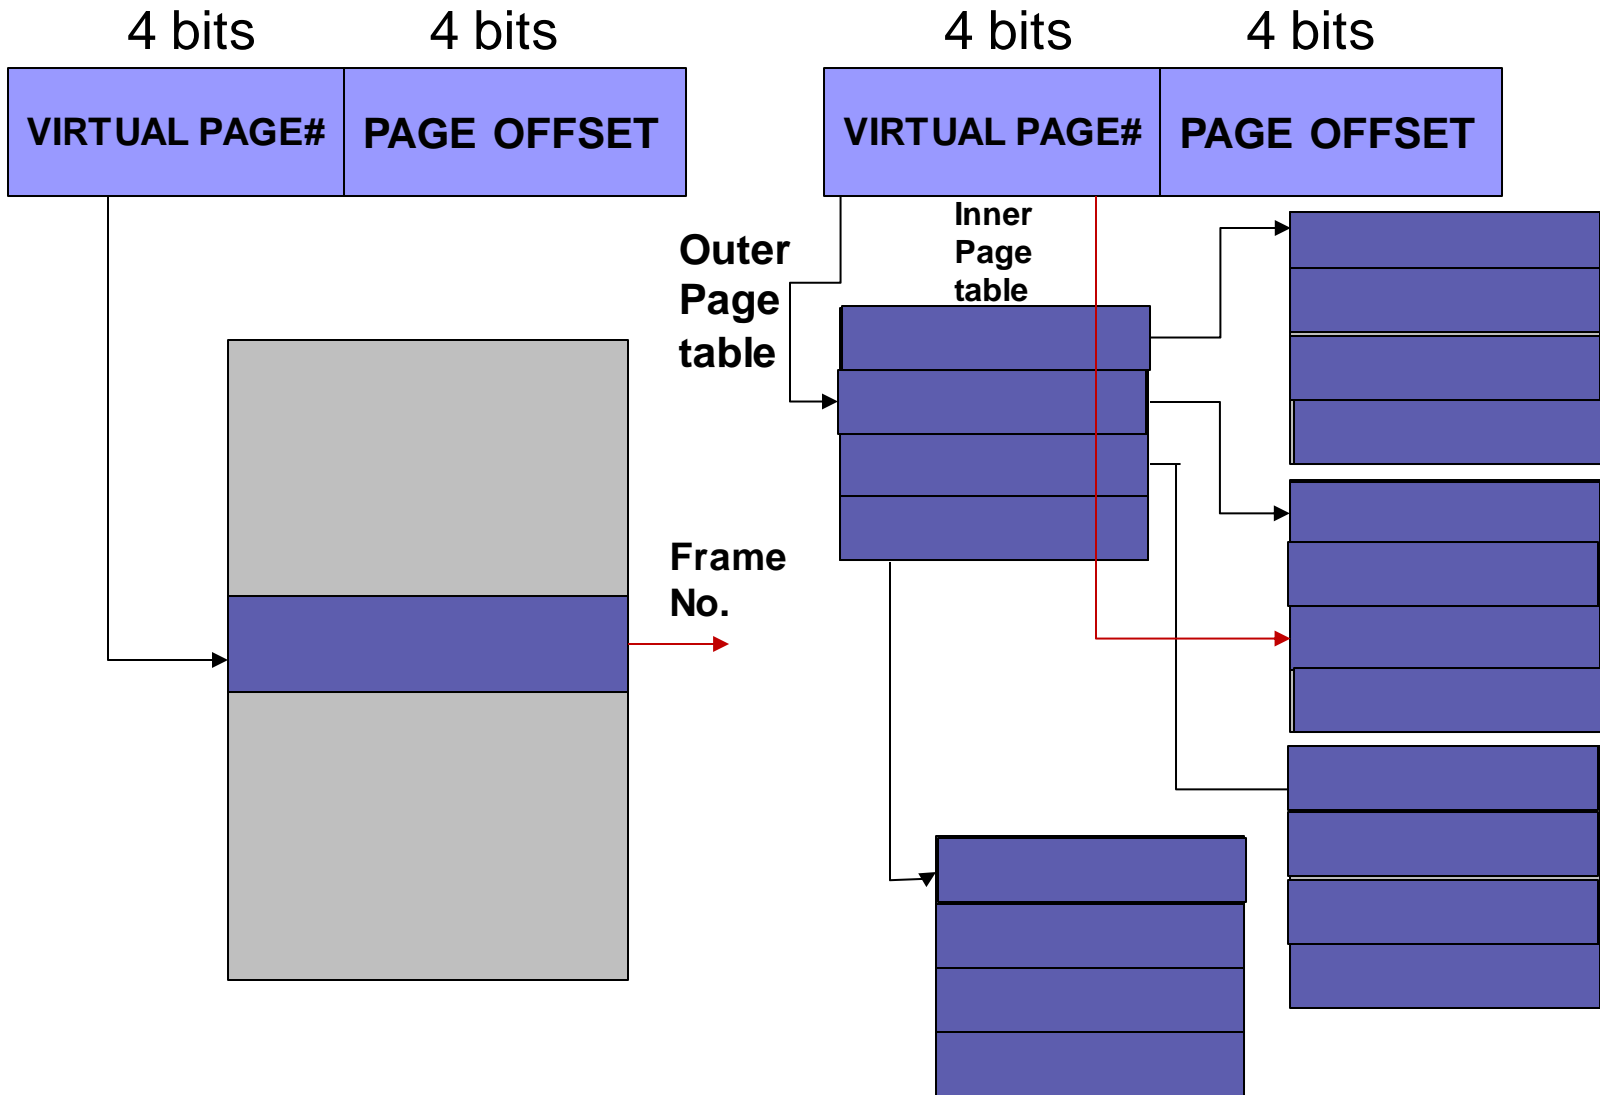 4 bits 4 bits 4 bits 4 bits
VIRTUAL PAGE# PAGE OFFSET VIRTUAL PAGE# PAGE OFFSET
Outer
Page
table
Inner
Page
table
Frame
No.